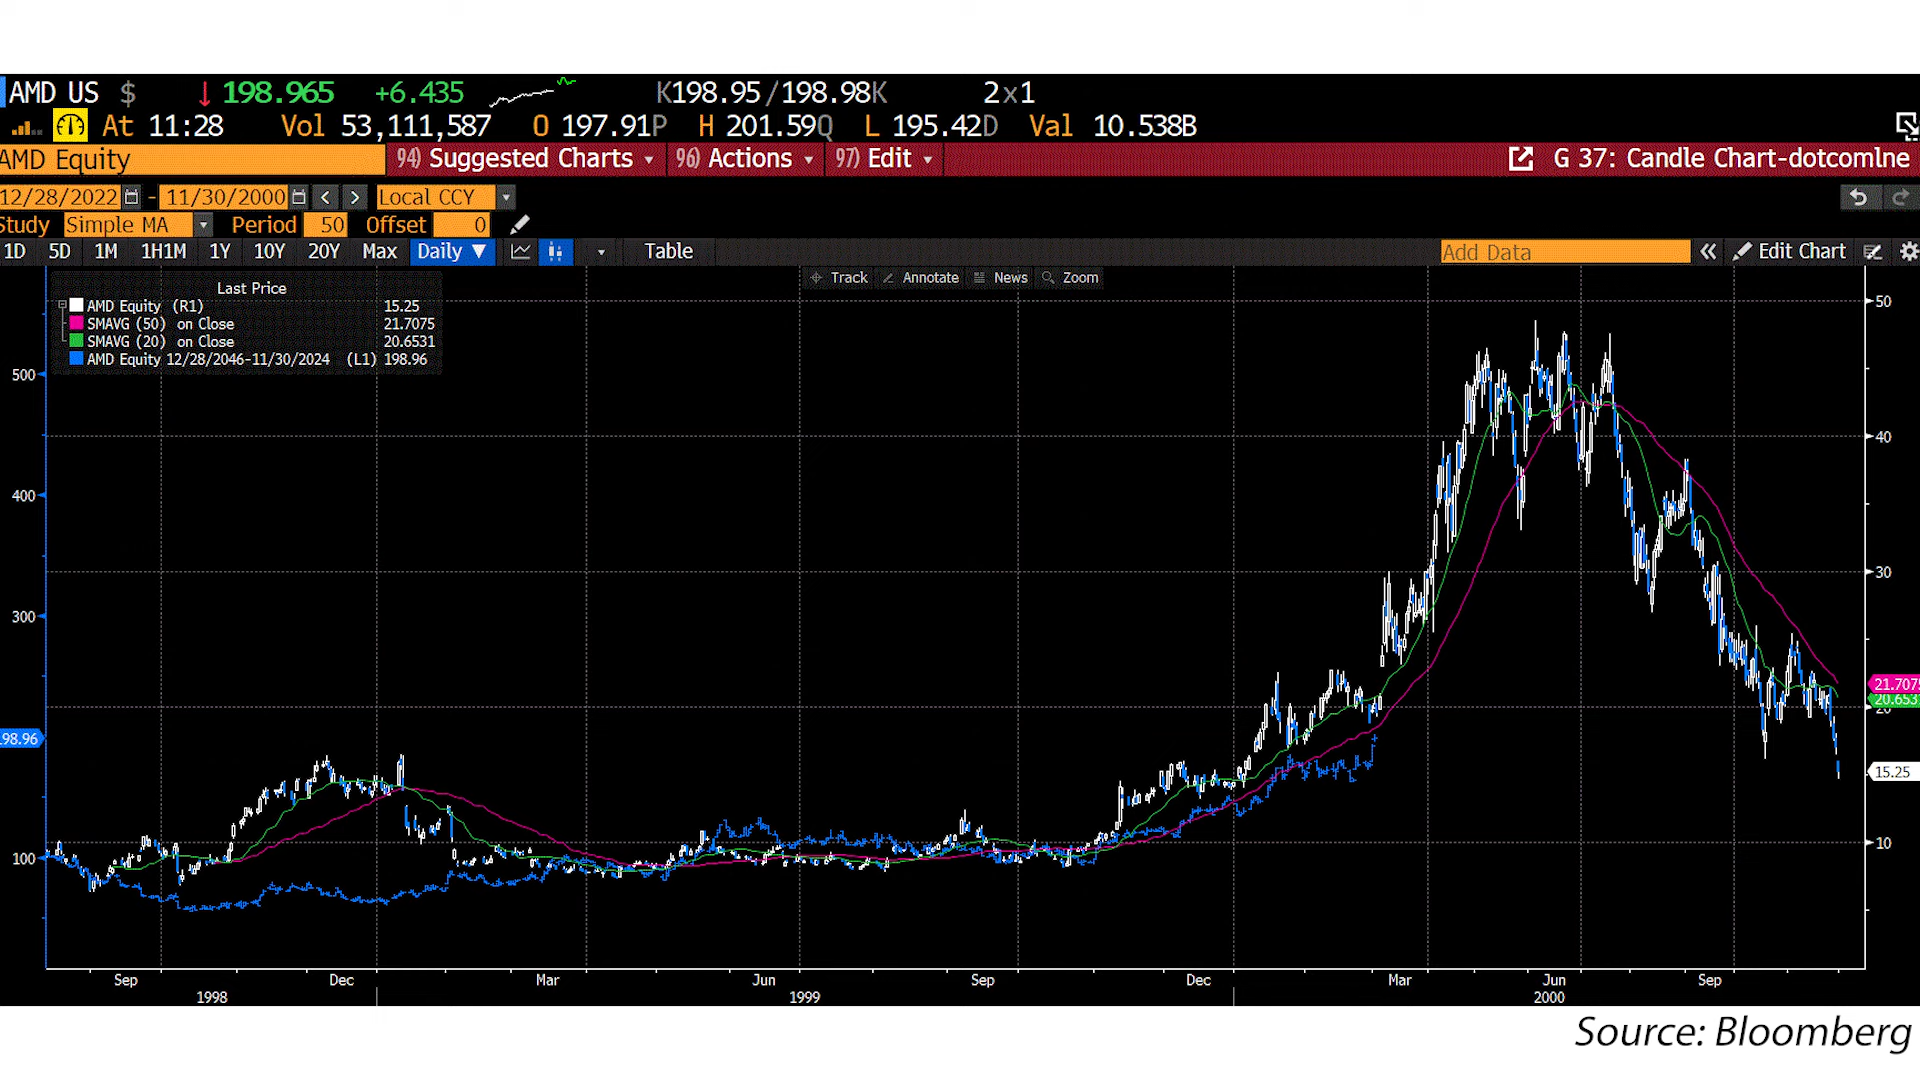 AMD US $ ↓ 198.965 +6.435 K198.95/198.98K 2x1
At 11:28 Vol 53,111,587 O 197.91P H 201.59Q L 195.42D Val 10.538B
AMD Equity 94) Suggested Charts 96) Actions 97) Edit G 37: Candle Chart-dotcomlne
12/28/2022 - 11/30/2000 < > Local CCY
Study Simple MA Period 50 Offset 0
1D 5D 1M 1H1M 1Y 10Y 20Y Max Daily ▼ Table Add Data « Edit Chart
Track Annotate News Zoom
Last Price
AMD Equity (R1) 15.25
SMAVG (50) on Close 21.7075
SMAVG (20) on Close 20.6531
AMD Equity 12/28/2046-11/30/2024 (L1) 198.96
50
500
40
400
30
300
21.7075
20.653
20
98.96
15.25
100
10
Sep Dec Mar Jun Sep Dec Mar Jun Sep
1998 1999 2000
Source: Bloomberg